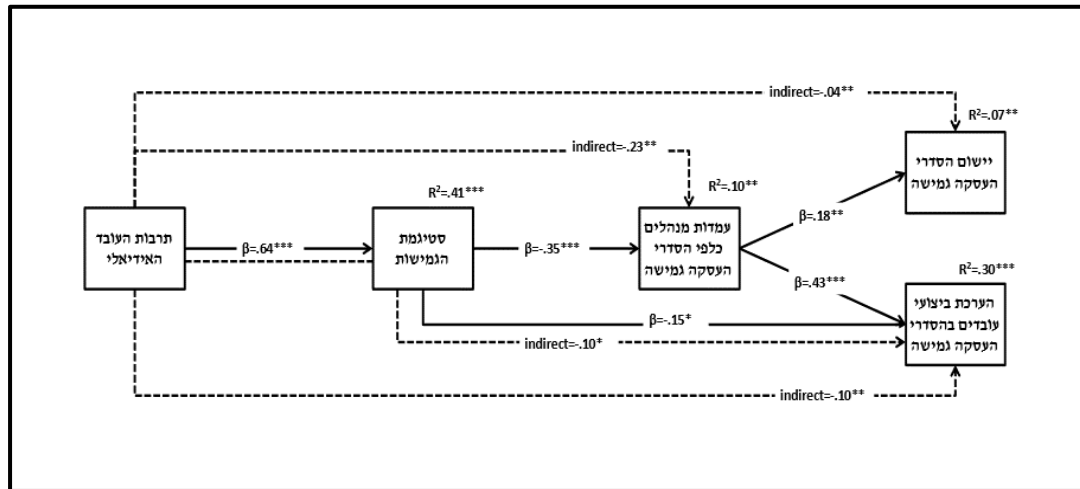 indirect=-.04**
R²=.07**
יישום הסדרי
העסקה גמישה
indirect=-.23**
R²=.10**
R²=.41***
תרבות העובד
האידיאלי
β=.64***
סטיגמת
הגמישות
β=-.35***
עמדות מנהלים
כלפי הסדרי
העסקה גמישה
β=.18**
β=.43***
R²=.30***
הערכת ביצועי
עובדים בהסדרי
העסקה גמישה
β=-.15*
indirect=-.10*
indirect=-.10**